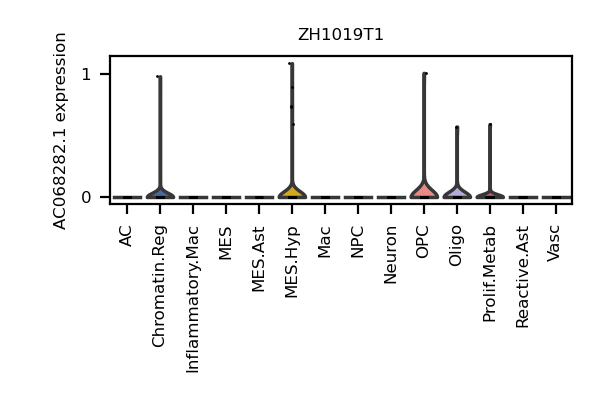 ZH1019T1
AC068282.1 expression
1
0
AC
Chromatin.Reg
Inflammatory.Mac
MES
MES.Ast
MES.Hyp
Mac
NPC
Neuron
OPC
Oligo
Prolif.Metab
Reactive.Ast
Vasc